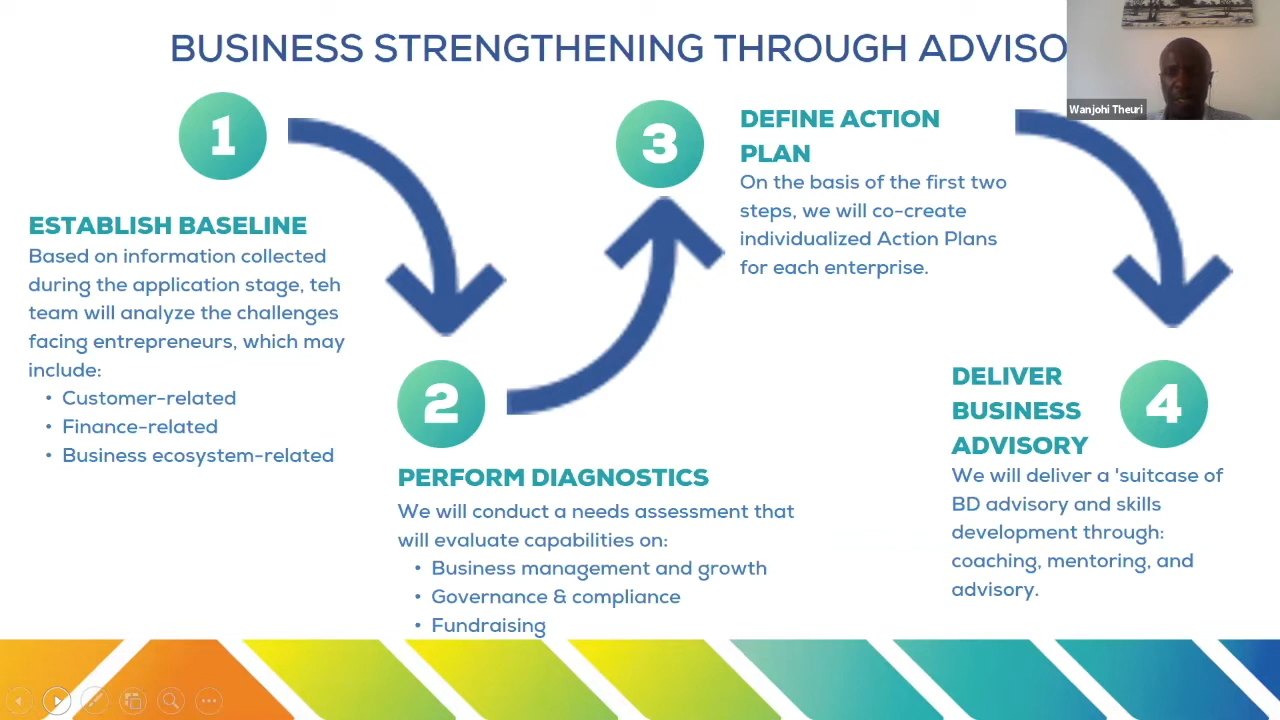 BUSINESS STRENGTHENING THROUGH ADVISO
Wanjohi Theuri
1
ESTABLISH BASELINE
Based on information collected
during the application stage, teh
team will analyze the challenges
facing entrepreneurs, which may
include:
• Customer-related
• Finance-related
• Business ecosystem-related
2
PERFORM DIAGNOSTICS
We will conduct a needs assessment that
will evaluate capabilities on:
• Business management and growth
• Governance & compliance
• Fundraising
3
DEFINE ACTION
PLAN
On the basis of the first two
steps, we will co-create
individualized Action Plans
for each enterprise.
4
DELIVER
BUSINESS
ADVISORY
We will deliver a 'suitcase of
BD advisory and skills
development through:
coaching, mentoring, and
advisory.